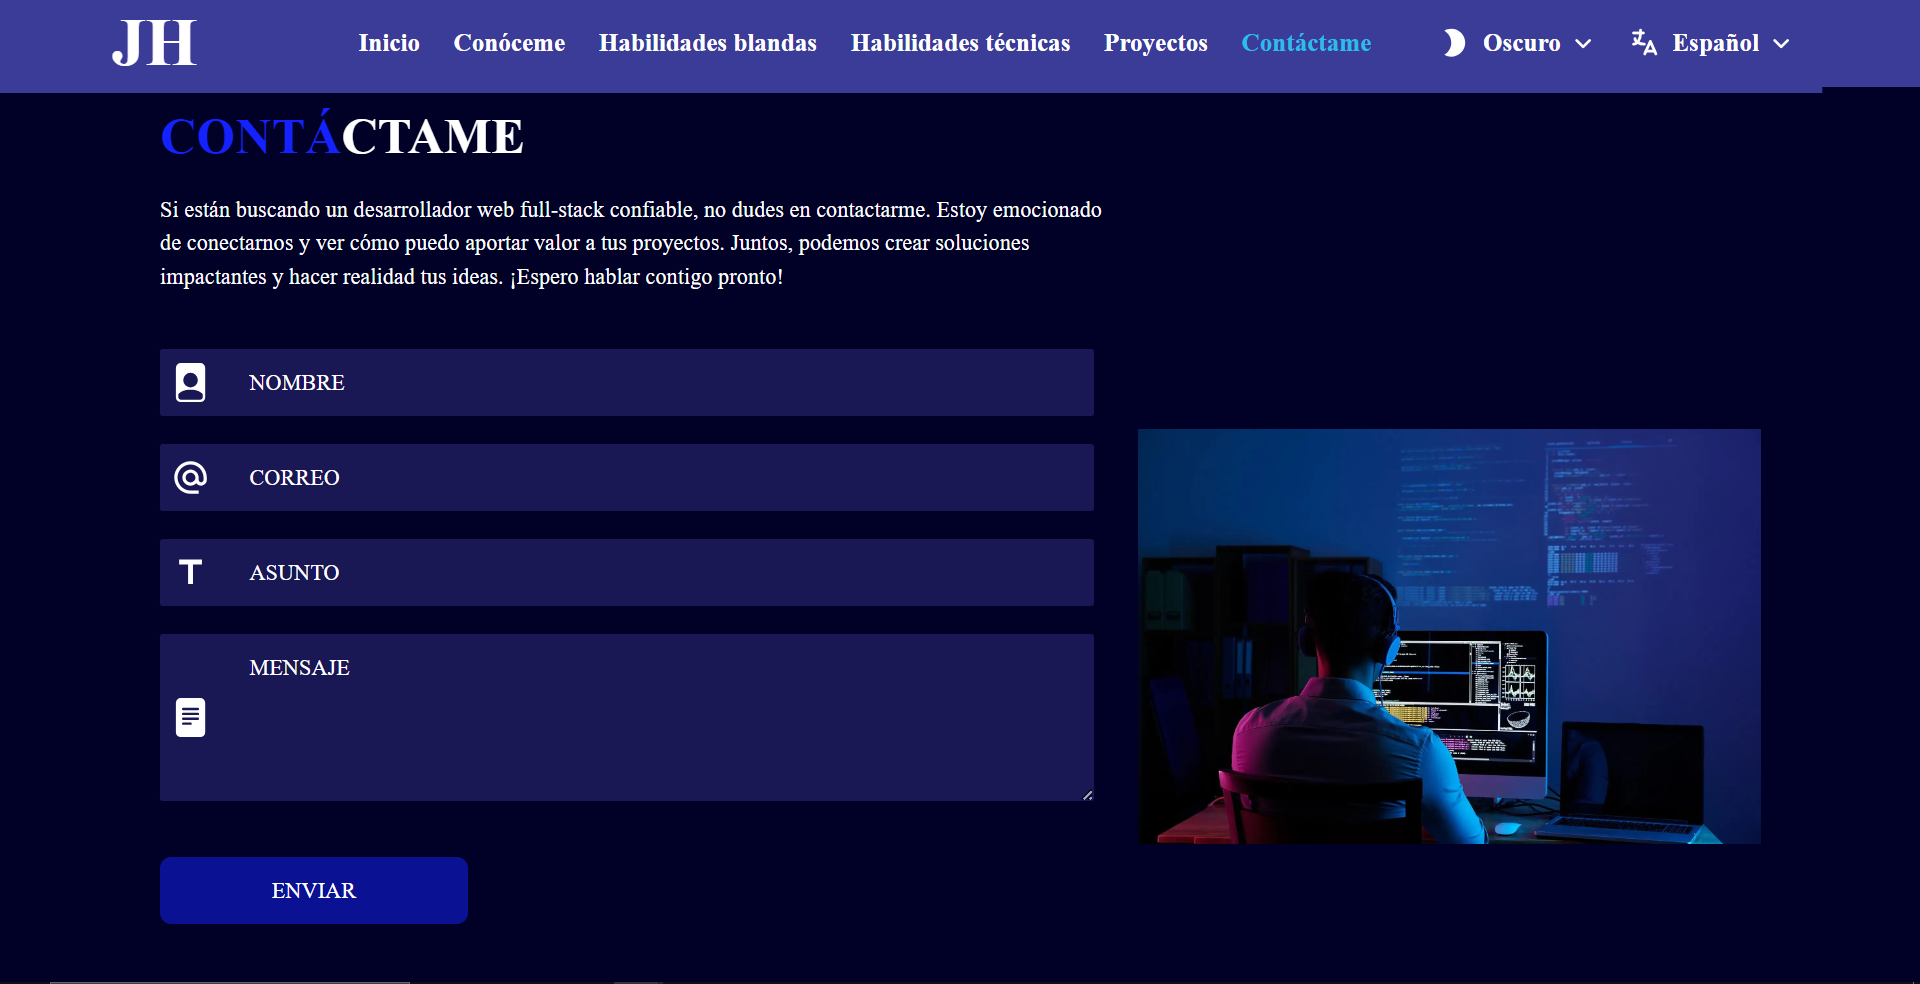 JH
Inicio Conóceme Habilidades blandas Habilidades técnicas Proyectos Contáctame Oscuro Español
CONTÁCTAME
Si están buscando un desarrollador web full-stack confiable, no dudes en contactarme. Estoy emocionado
de conectarnos y ver cómo puedo aportar valor a tus proyectos. Juntos, podemos crear soluciones
impactantes y hacer realidad tus ideas. ¡Espero hablar contigo pronto!
NOMBRE
CORREO
ASUNTO
MENSAJE
ENVIAR